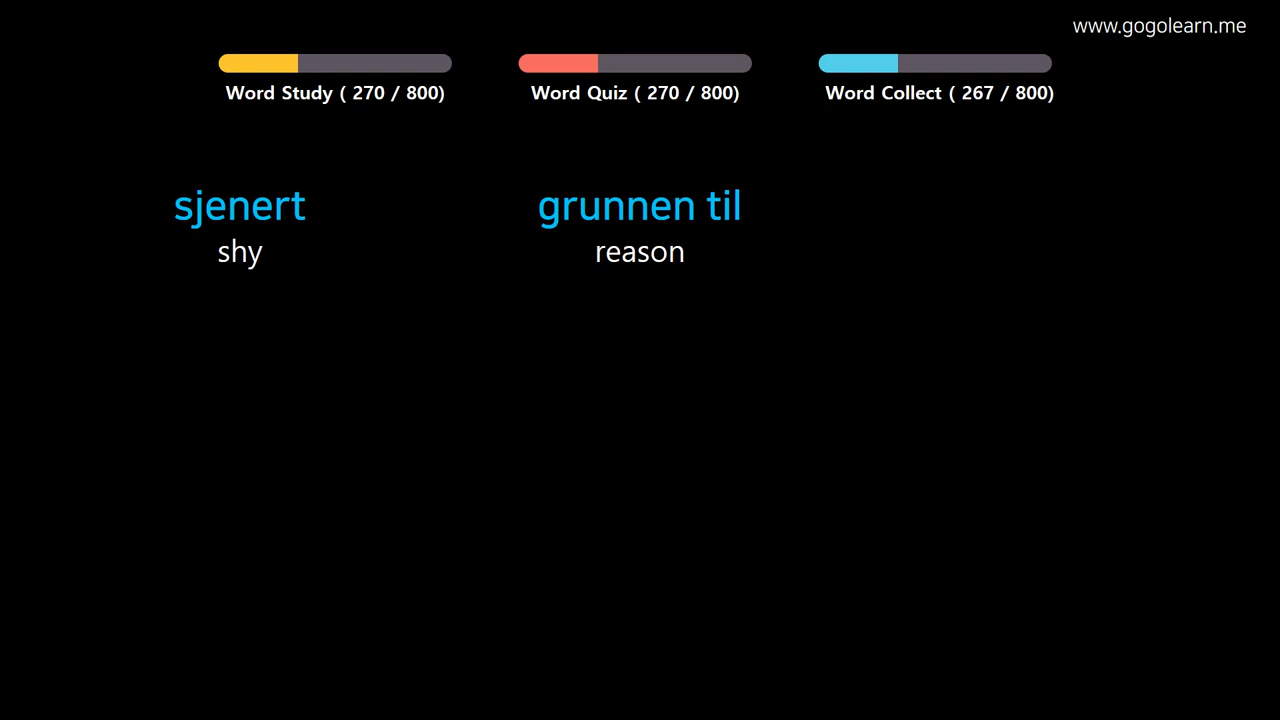 www.gogolearn.me
Word Study ( 270 / 800)
Word Quiz ( 270 / 800)
Word Collect ( 267 / 800)
sjenert
shy
grunnen til
reason